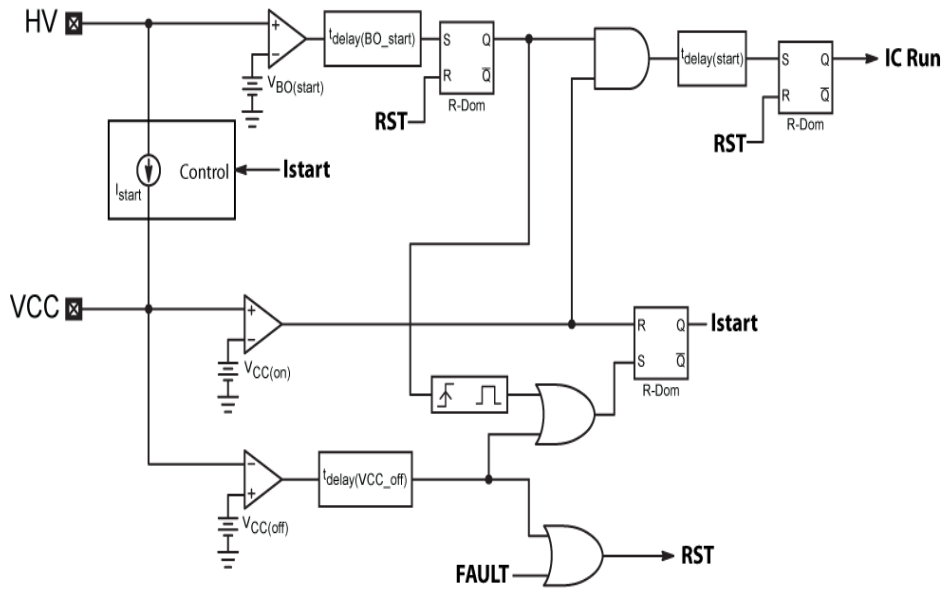 HV
+
−
V_BO(start)
t_delay(BO_start)
S Q
R Q̅
R-Dom
RST
t_delay(start)
S Q
R Q̅
R-Dom
RST
IC Run
I_start
Control
Istart
VCC
+
−
V_CC(on)
R Q
S Q̅
R-Dom
Istart
−
+
V_CC(off)
t_delay(VCC_off)
FAULT
RST